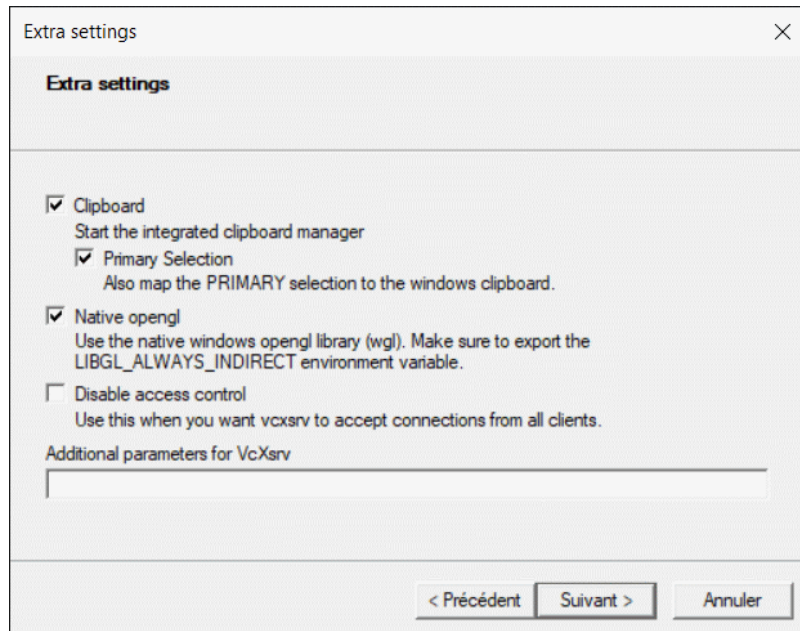 Extra settings
Extra settings
Clipboard
Start the integrated clipboard manager
Primary Selection
Also map the PRIMARY selection to the windows clipboard.
Native opengl
Use the native windows opengl library (wgl). Make sure to export the
LIBGL_ALWAYS_INDIRECT environment variable.
Disable access control
Use this when you want vcxsrv to accept connections from all clients.
Additional parameters for VcXsrv
< Précédent Suivant > Annuler